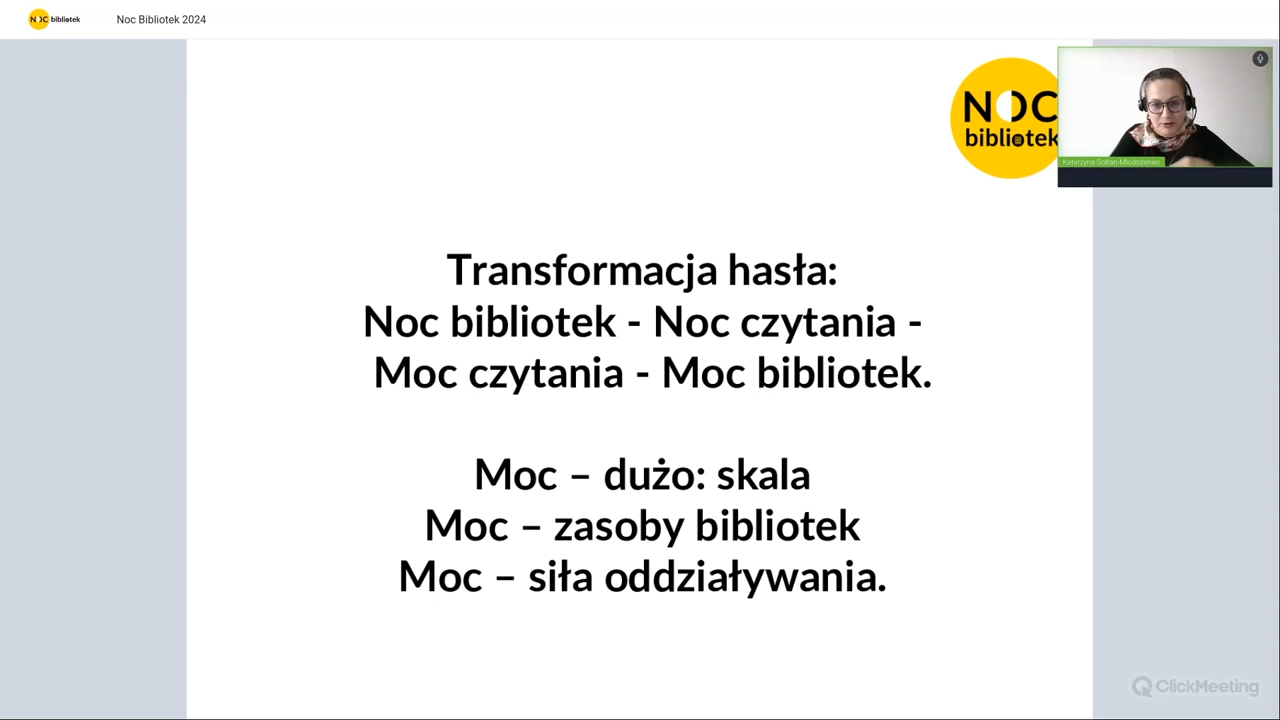 NOC bibliotek
Noc Bibliotek 2024
NOC
bibliotek
Katarzyna Sołtan-Młodożeniec
Transformacja hasła:
Noc bibliotek - Noc czytania -
Moc czytania - Moc bibliotek.
Moc – dużo: skala
Moc – zasoby bibliotek
Moc – siła oddziaływania.
ClickMeeting